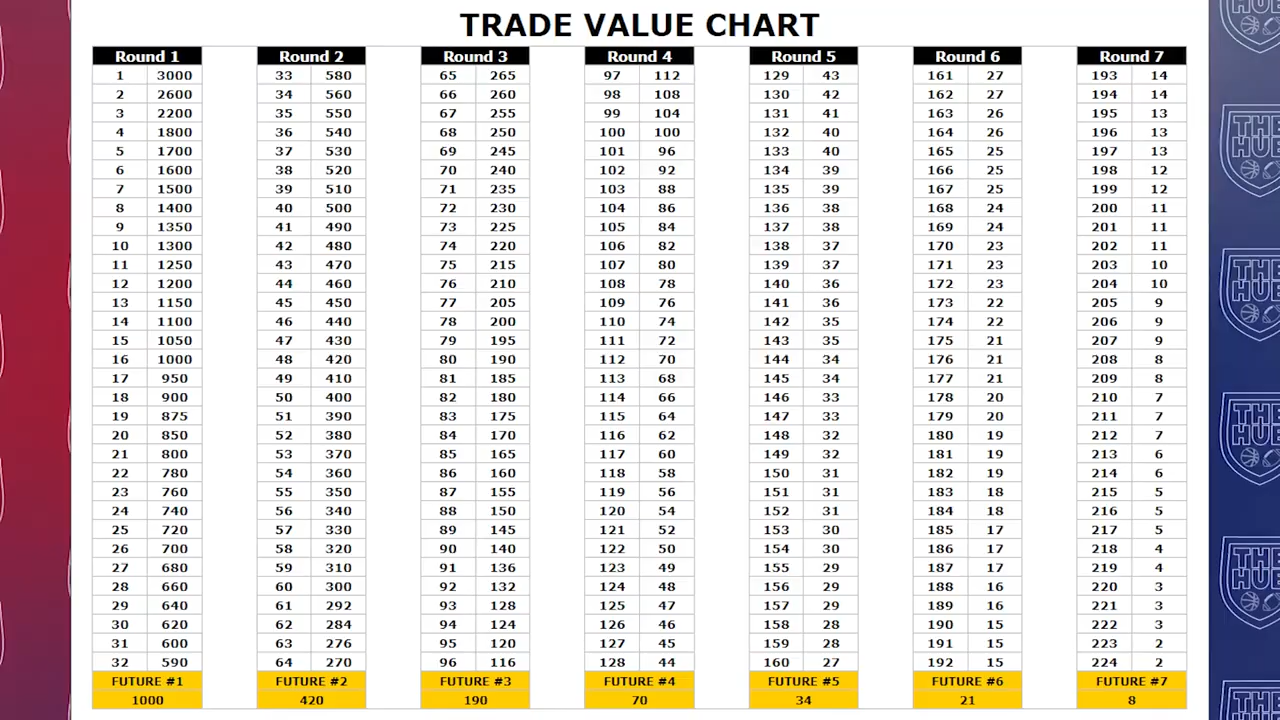 TRADE VALUE CHART
Round 1 Round 2 Round 3 Round 4 Round 5 Round 6 Round 7
1 3000 33 580 65 265 97 112 129 43 161 27 193 14
2 2600 34 560 66 260 98 108 130 42 162 27 194 14
3 2200 35 550 67 255 99 104 131 41 163 26 195 13
4 1800 36 540 68 250 100 100 132 40 164 26 196 13
5 1700 37 530 69 245 101 96 133 40 165 25 197 13
6 1600 38 520 70 240 102 92 134 39 166 25 198 12
7 1500 39 510 71 235 103 88 135 39 167 25 199 12
8 1400 40 500 72 230 104 86 136 38 168 24 200 11
9 1350 41 490 73 225 105 84 137 38 169 24 201 11
10 1300 42 480 74 220 106 82 138 37 170 23 202 11
11 1250 43 470 75 215 107 80 139 37 171 23 203 10
12 1200 44 460 76 210 108 78 140 36 172 23 204 10
13 1150 45 450 77 205 109 76 141 36 173 22 205 9
14 1100 46 440 78 200 110 74 142 35 174 22 206 9
15 1050 47 430 79 195 111 72 143 35 175 21 207 9
16 1000 48 420 80 190 112 70 144 34 176 21 208 8
17 950 49 410 81 185 113 68 145 34 177 21 209 8
18 900 50 400 82 180 114 66 146 33 178 20 210 7
19 875 51 390 83 175 115 64 147 33 179 20 211 7
20 850 52 380 84 170 116 62 148 32 180 19 212 7
21 800 53 370 85 165 117 60 149 32 181 19 213 6
22 780 54 360 86 160 118 58 150 31 182 19 214 6
23 760 55 350 87 155 119 56 151 31 183 18 215 5
24 740 56 340 88 150 120 54 152 31 184 18 216 5
25 720 57 330 89 145 121 52 153 30 185 17 217 5
26 700 58 320 90 140 122 50 154 30 186 17 218 4
27 680 59 310 91 136 123 49 155 29 187 17 219 4
28 660 60 300 92 132 124 48 156 29 188 16 220 3
29 640 61 292 93 128 125 47 157 29 189 16 221 3
30 620 62 284 94 124 126 46 158 28 190 15 222 3
31 600 63 276 95 120 127 45 159 28 191 15 223 2
32 590 64 270 96 116 128 44 160 27 192 15 224 2
FUTURE #1 FUTURE #2 FUTURE #3 FUTURE #4 FUTURE #5 FUTURE #6 FUTURE #7
1000 420 190 70 34 21 8
THE
HUB
THE
HUB
THE
HUB
THE
HUB